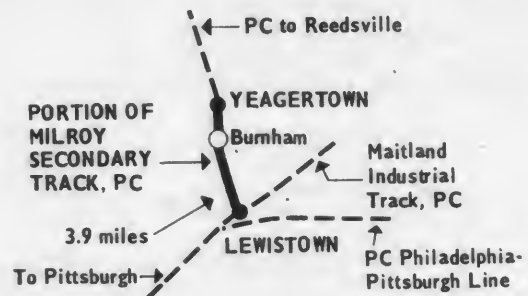 PC to Reedsville
YEAGERTOWN
PORTION OF
MILROY
SECONDARY
TRACK, PC
Burnham
Maitland
Industrial
Track, PC
3.9 miles
LEWISTOWN
To Pittsburgh
PC Philadelphia-
Pittsburgh Line